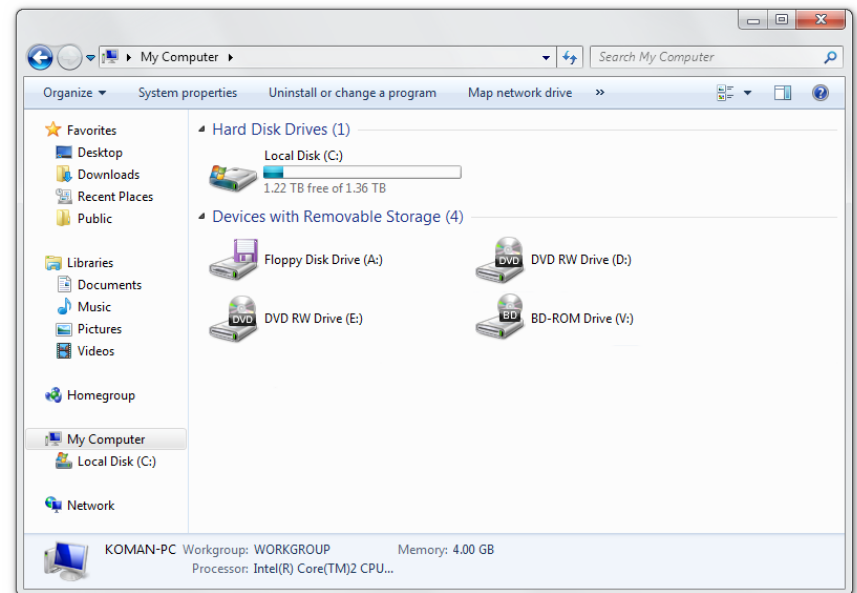 My Computer
Search My Computer
Organize System properties Uninstall or change a program Map network drive »
Favorites
Desktop
Downloads
Recent Places
Public
Libraries
Documents
Music
Pictures
Videos
Homegroup
My Computer
Local Disk (C:)
Network
Hard Disk Drives (1)
Local Disk (C:)
1.22 TB free of 1.36 TB
Devices with Removable Storage (4)
Floppy Disk Drive (A:)
DVD
DVD RW Drive (D:)
DVD
DVD RW Drive (E:)
BD
BD-ROM Drive (V:)
KOMAN-PC Workgroup: WORKGROUP Memory: 4.00 GB
Processor: Intel(R) Core(TM)2 CPU...